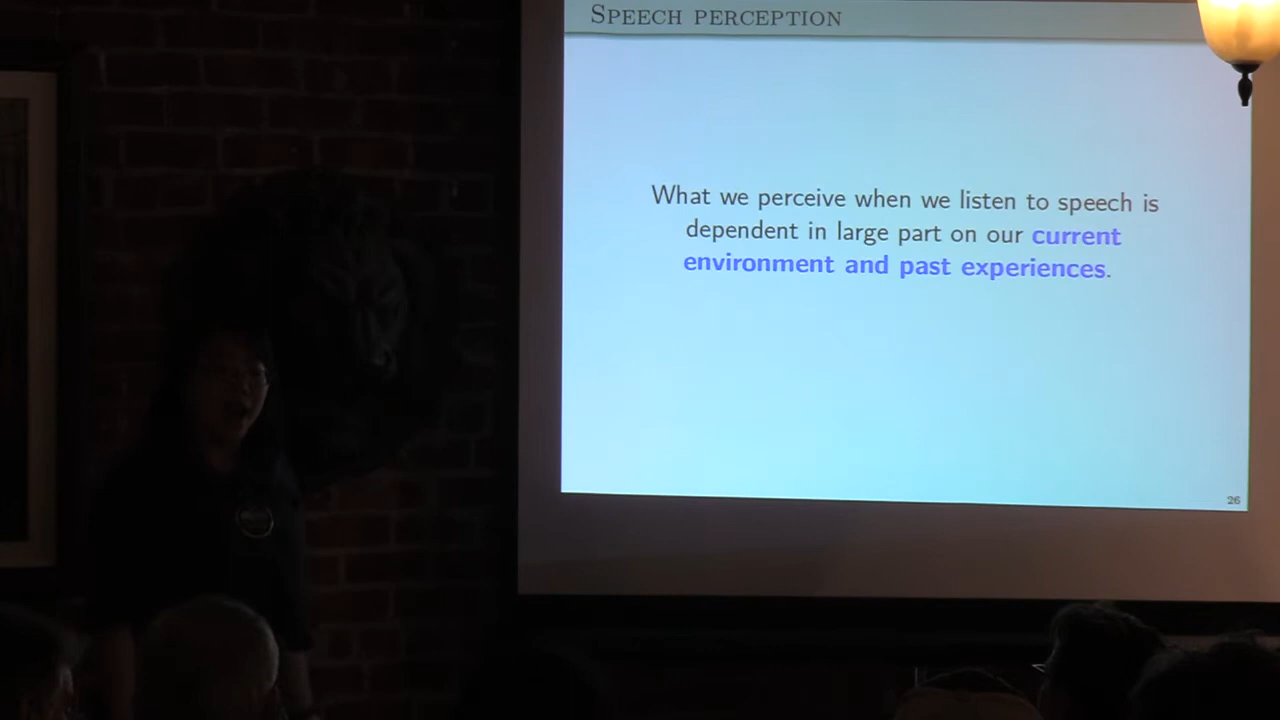 SPEECH PERCEPTION
What we perceive when we listen to speech is
dependent in large part on our current
environment and past experiences.
26